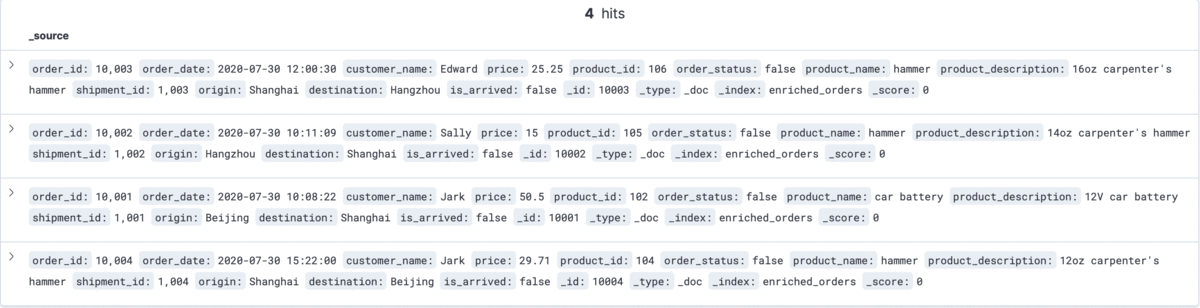 4 hits
_source
order_id: 10,003 order_date: 2020-07-30 12:00:30 customer_name: Edward price: 25.25 product_id: 106 order_status: false product_name: hammer product_description: 16oz carpenter's
hammer shipment_id: 1,003 origin: Shanghai destination: Hangzhou is_arrived: false _id: 10003 _type: _doc _index: enriched_orders _score: 0
order_id: 10,002 order_date: 2020-07-30 10:11:09 customer_name: Sally price: 15 product_id: 105 order_status: false product_name: hammer product_description: 14oz carpenter's hammer
shipment_id: 1,002 origin: Hangzhou destination: Shanghai is_arrived: false _id: 10002 _type: _doc _index: enriched_orders _score: 0
order_id: 10,001 order_date: 2020-07-30 10:08:22 customer_name: Jark price: 50.5 product_id: 102 order_status: false product_name: car battery product_description: 12V car battery
shipment_id: 1,001 origin: Beijing destination: Shanghai is_arrived: false _id: 10001 _type: _doc _index: enriched_orders _score: 0
order_id: 10,004 order_date: 2020-07-30 15:22:00 customer_name: Jark price: 29.71 product_id: 104 order_status: false product_name: hammer product_description: 12oz carpenter's
hammer shipment_id: 1,004 origin: Shanghai destination: Beijing is_arrived: false _id: 10004 _type: _doc _index: enriched_orders _score: 0